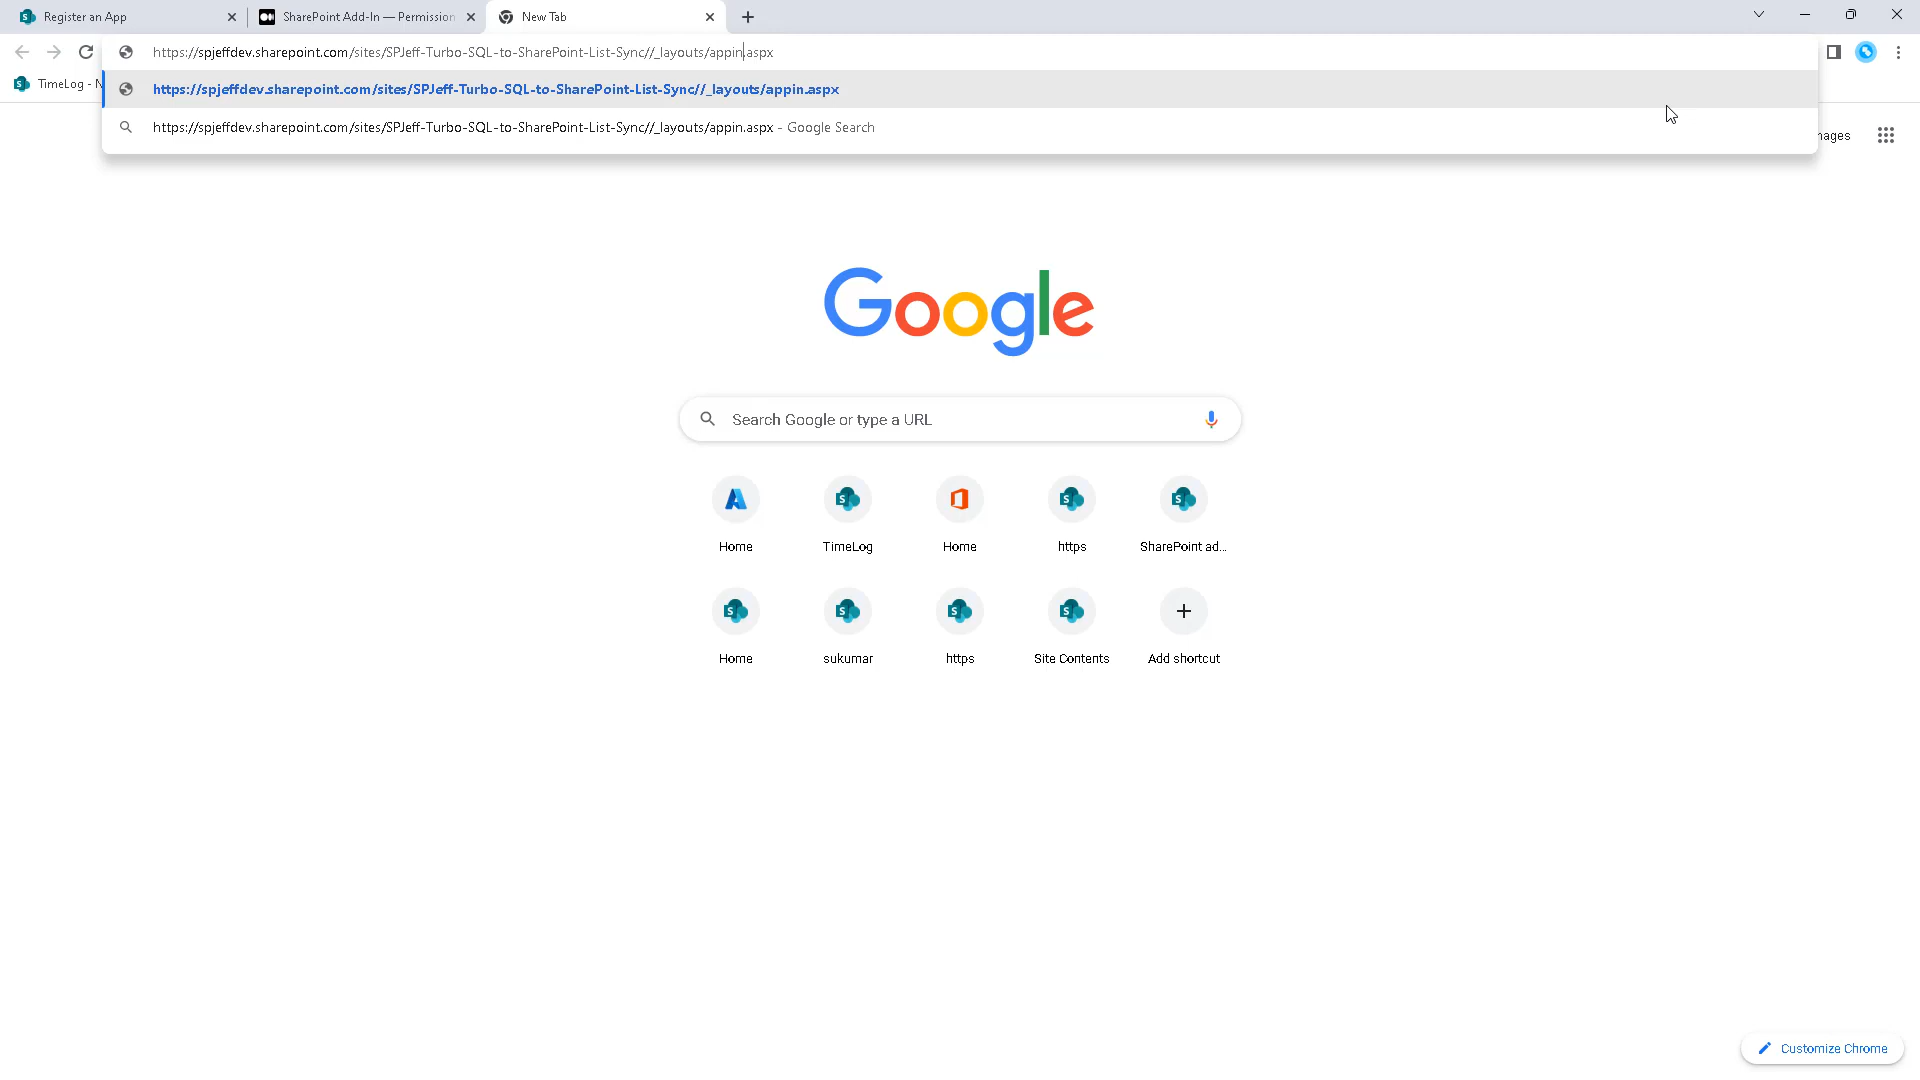 Register an App
SharePoint Add-In — Permission
New Tab
https://spjeffdev.sharepoint.com/sites/SPJeff-Turbo-SQL-to-SharePoint-List-Sync//_layouts/appin.aspx
TimeLog - N
https://spjeffdev.sharepoint.com/sites/SPJeff-Turbo-SQL-to-SharePoint-List-Sync//_layouts/appin.aspx
https://spjeffdev.sharepoint.com/sites/SPJeff-Turbo-SQL-to-SharePoint-List-Sync//_layouts/appin.aspx - Google Search
nages
Google
Search Google or type a URL
Home
TimeLog
Home
https
SharePoint ad...
Home
sukumar
https
Site Contents
Add shortcut
Customize Chrome